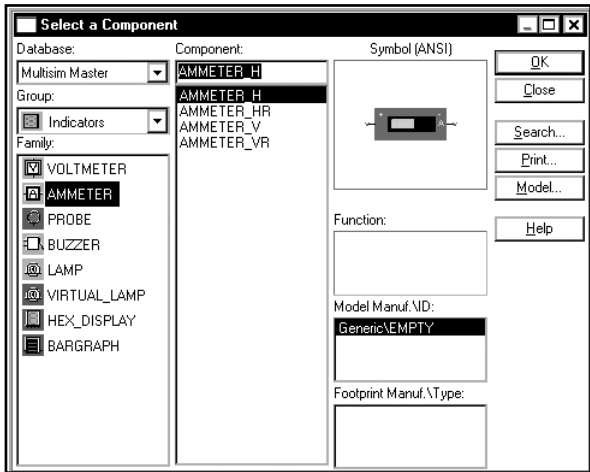 Select a Component
Database:
Multisim Master
Group:
Indicators
Family:
VOLTMETER
AMMETER
PROBE
BUZZER
LAMP
VIRTUAL_LAMP
HEX_DISPLAY
BARGRAPH
Component:
AMMETER_H
AMMETER_H
AMMETER_HR
AMMETER_V
AMMETER_VR
Symbol (ANSI)
+ - A
Function:
Model Manuf.\ID:
Generic\EMPTY
Footprint Manuf.\Type:
OK
Close
Search...
Print...
Model...
Help